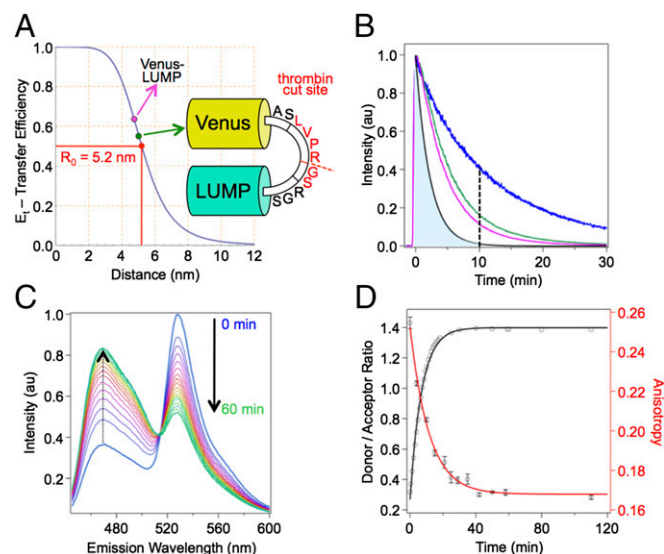 A
E_t – Transfer Efficiency
1.0
0.8
0.6
0.4
0.2
0.0
Venus-
LUMP
thrombin
cut site
Venus
LUMP
A S L V P R G S R G S
R₀ = 5.2 nm
0 2 4 6 8 10 12
Distance (nm)
B
Intensity (au)
1.0
0.8
0.6
0.4
0.2
0.0
0 10 20 30
Time (min)
C
Intensity (au)
1.0
0.8
0.6
0.4
0.2
0 min
60 min
480 520 560 600
Emission Wavelength (nm)
D
Donor / Acceptor Ratio
1.4
1.2
1.0
0.8
0.6
0.4
0.2
0.26
0.24
0.22
0.20
0.18
0.16
Anisotropy
0 20 40 60 80 100 120
Time (min)